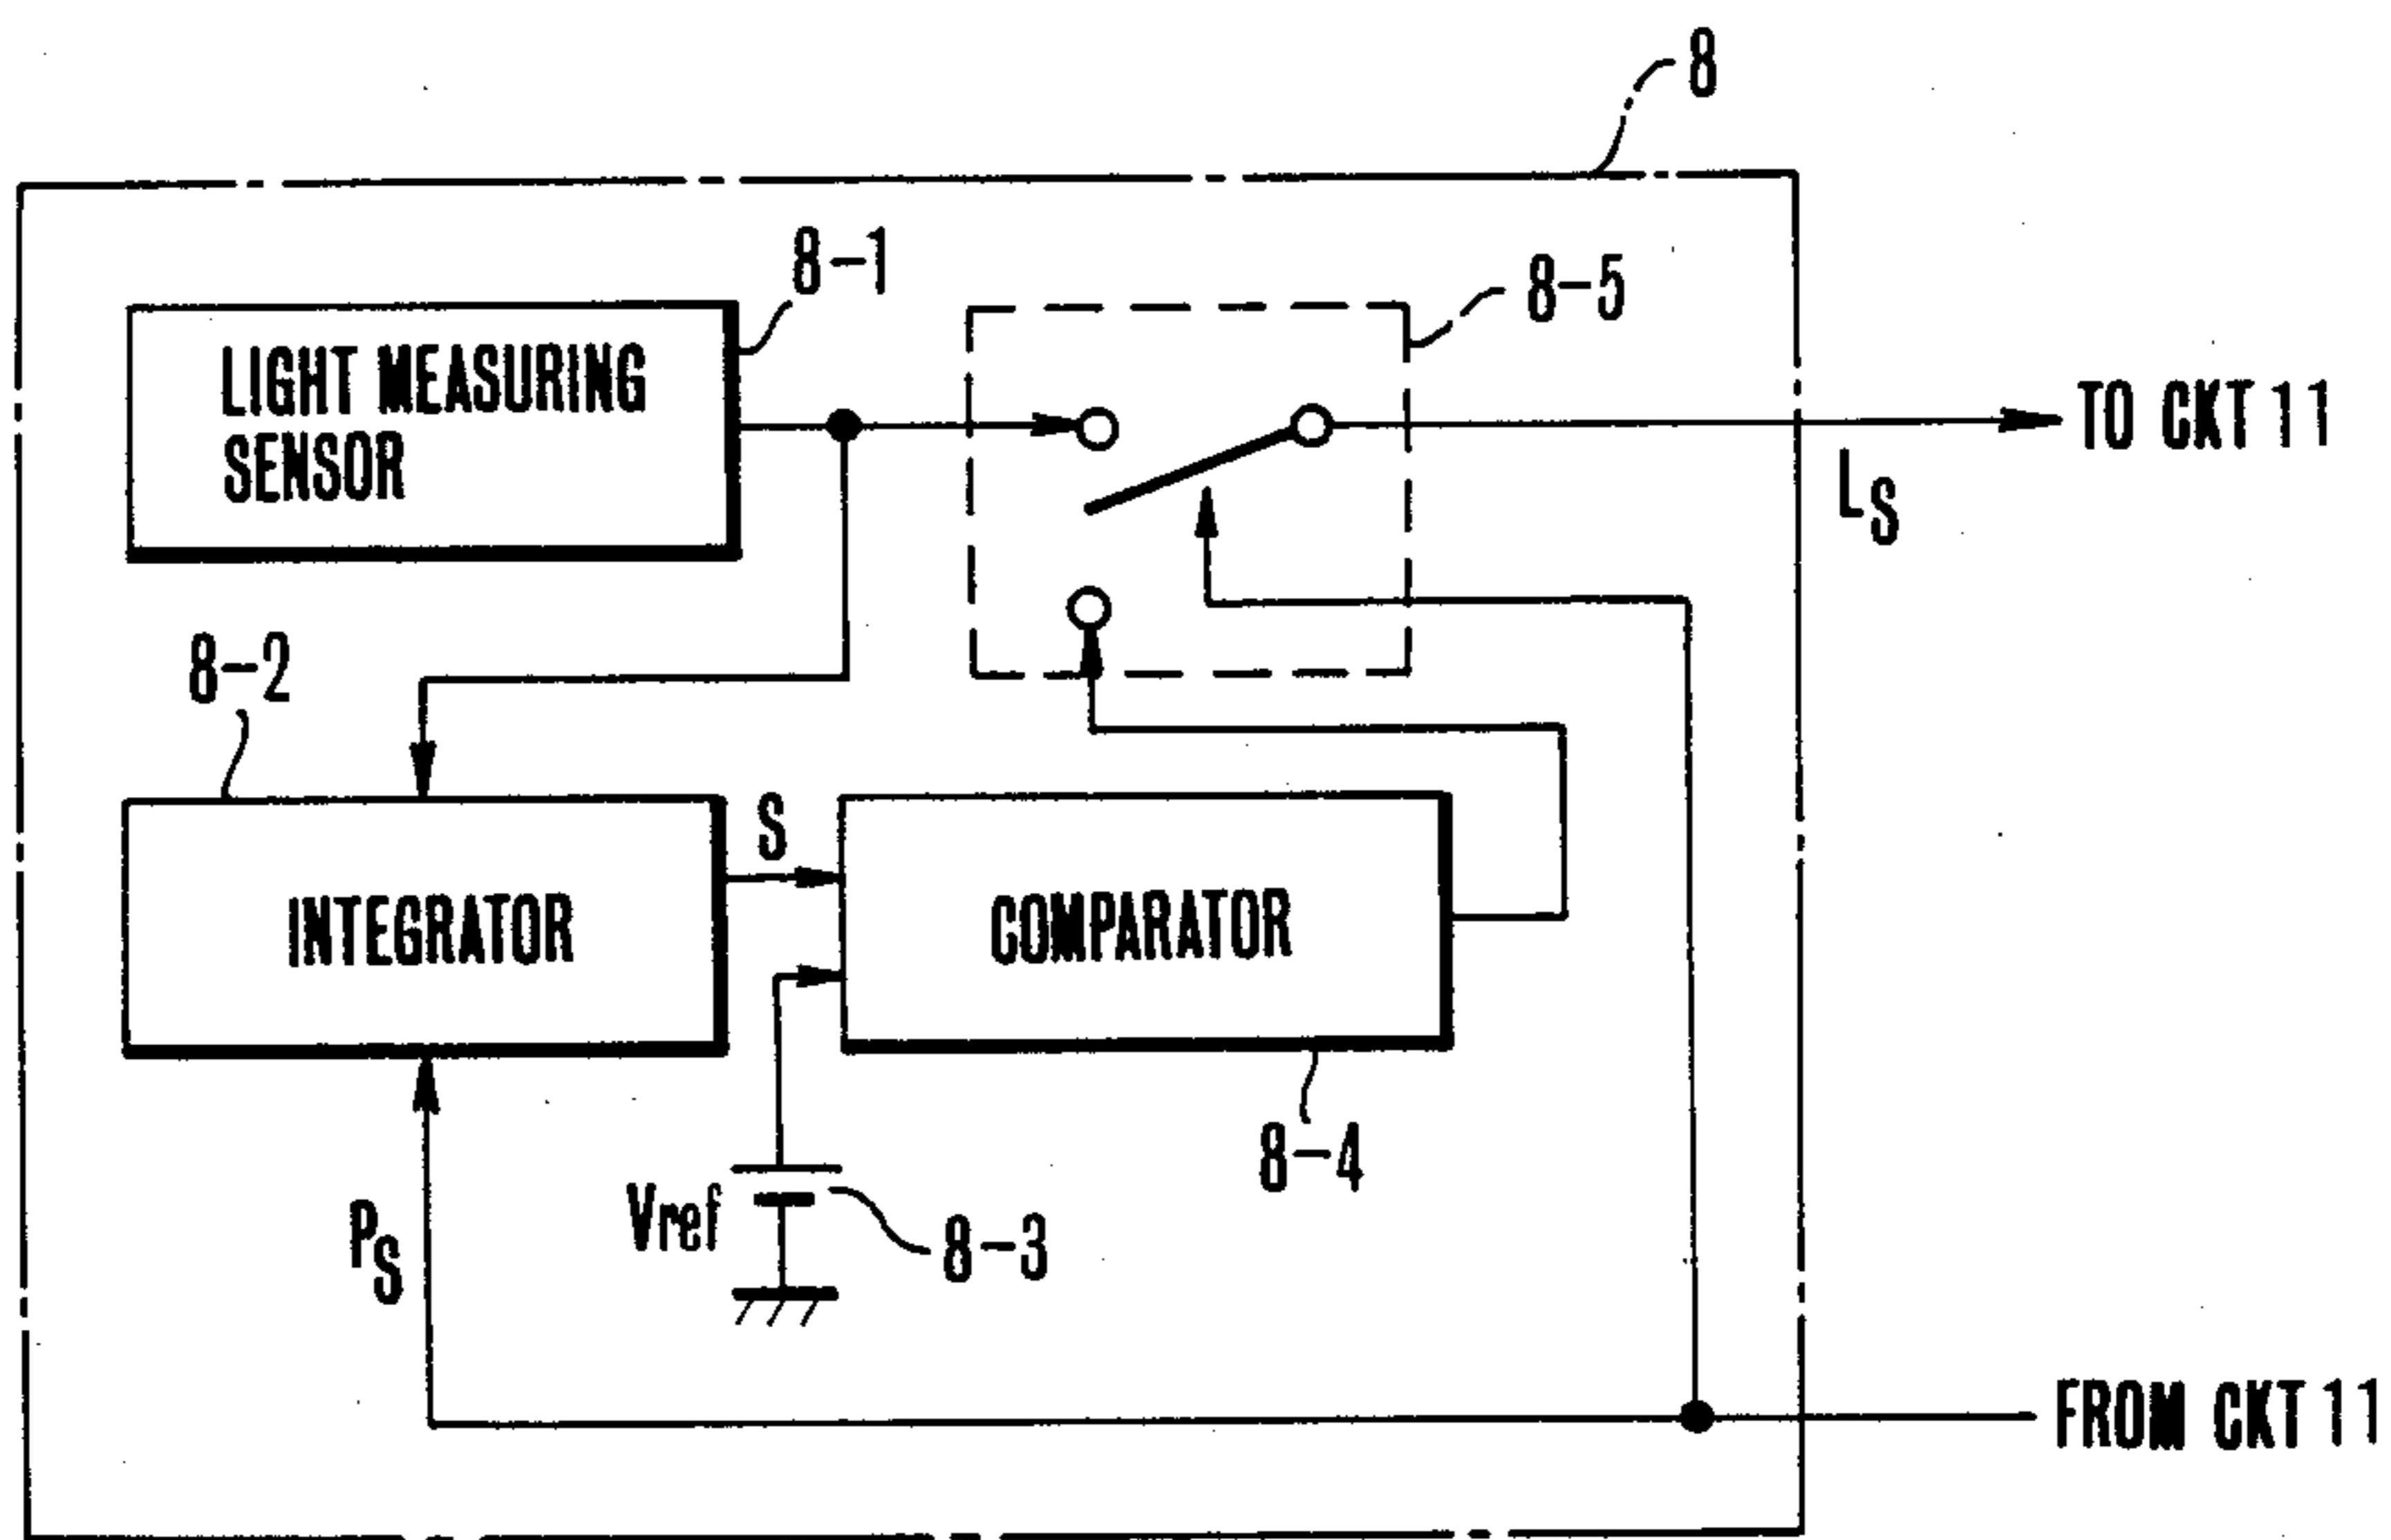 8
8-1
8-5
LIGHT MEASURING
SENSOR
TO CKT 11
LS
8-2
S
INTEGRATOR
COMPARATOR
8-4
PS
Vref
8-3
FROM CKT 11